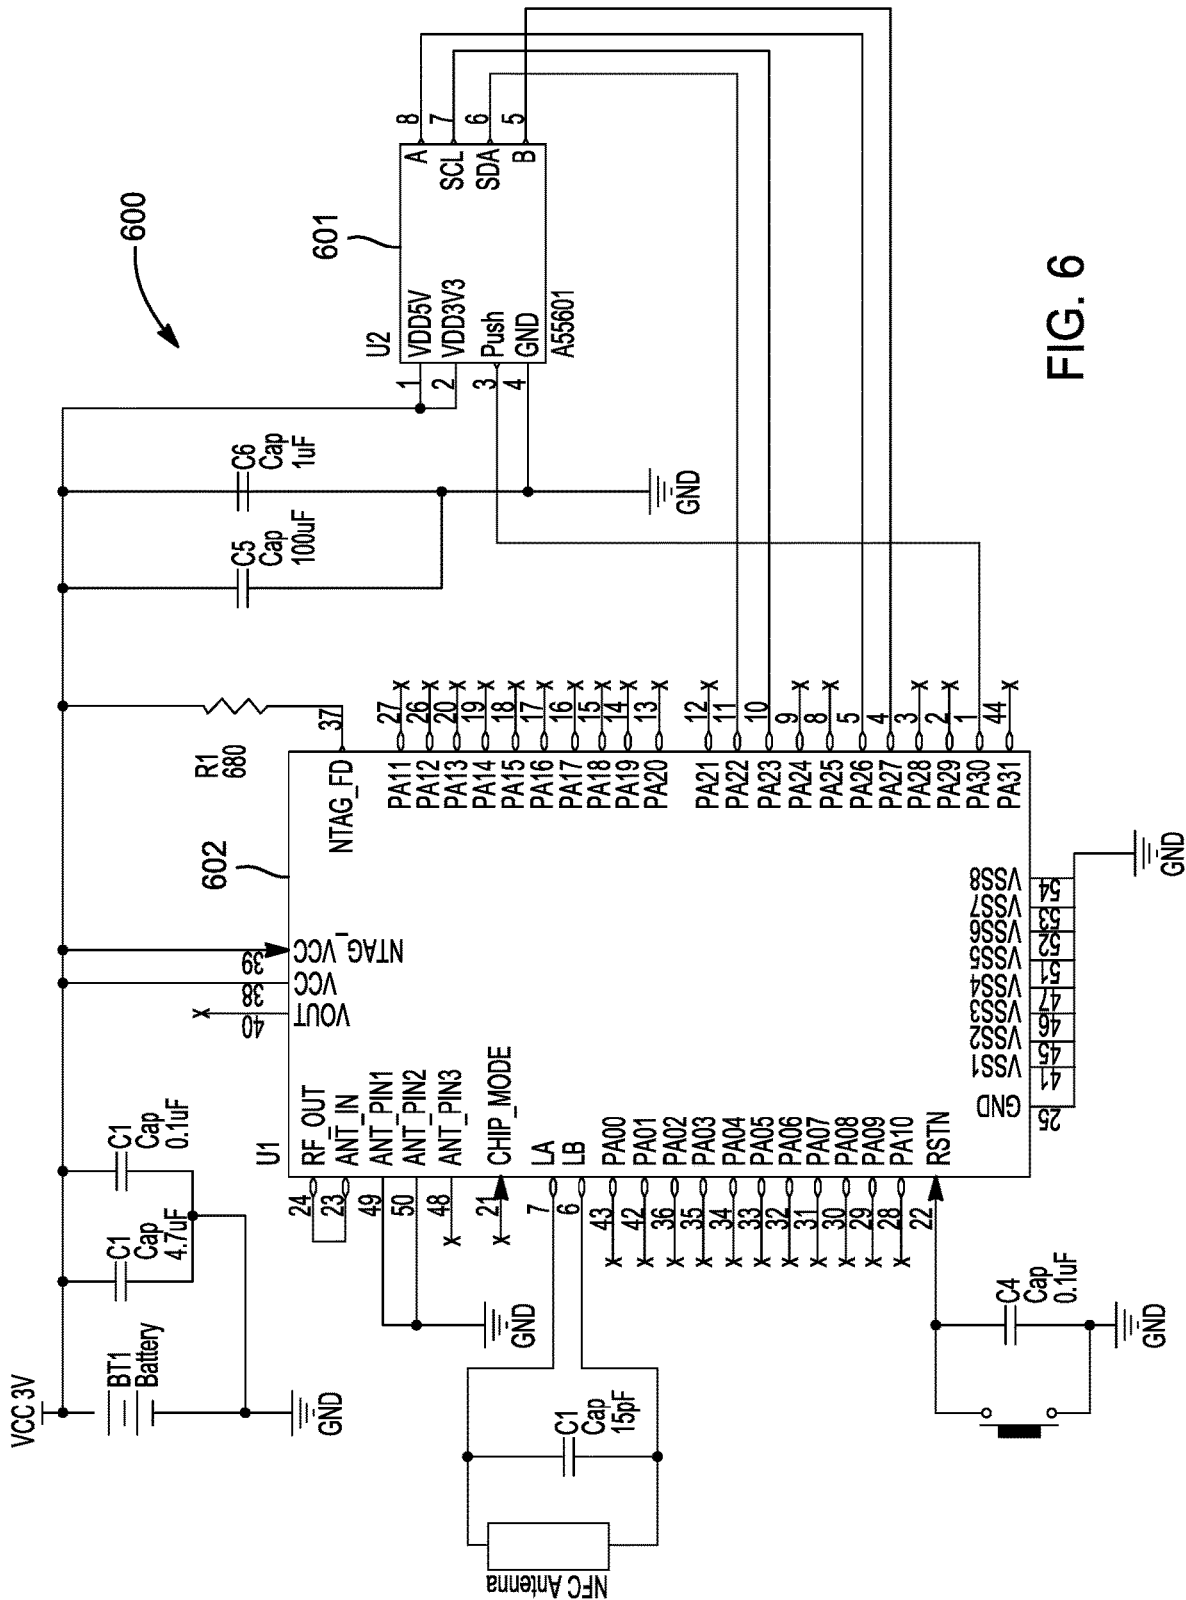 FIG. 6
600
VCC 3V
BT1
Battery
GND
C1
Cap
4.7uF
C1
Cap
0.1uF
R1
680
C5
Cap
100uF
C6
Cap
1uF
GND
601
U2
VDD5V
VDD3V3
Push
GND
A55601
1
2
3
4
A
SCL
SDA
B
8
7
6
5
602
U1
40
VOUT
38
VCC
39
NTAG_VCC
37
NTAG_FD
24
RF_OUT
23
ANT_IN
49
ANT_PIN1
50
ANT_PIN2
48
ANT_PIN3
21
CHIP_MODE
7
LA
6
LB
43
PA00
42
PA01
36
PA02
35
PA03
34
PA04
33
PA05
32
PA06
31
PA07
30
PA08
29
PA09
28
PA10
22
RSTN
PA11
27
PA12
26
PA13
20
PA14
19
PA15
18
PA16
17
PA17
16
PA18
15
PA19
14
PA20
13
PA21
12
PA22
11
PA23
10
PA24
9
PA25
8
PA26
5
PA27
4
PA28
3
PA29
2
PA30
1
PA31
44
GND
25
VSS1
41
VSS2
45
VSS3
46
VSS4
47
VSS5
51
VSS6
52
VSS7
53
VSS8
54
GND
GND
NFC Antenna
C1
Cap
15pF
C4
Cap
0.1uF
GND